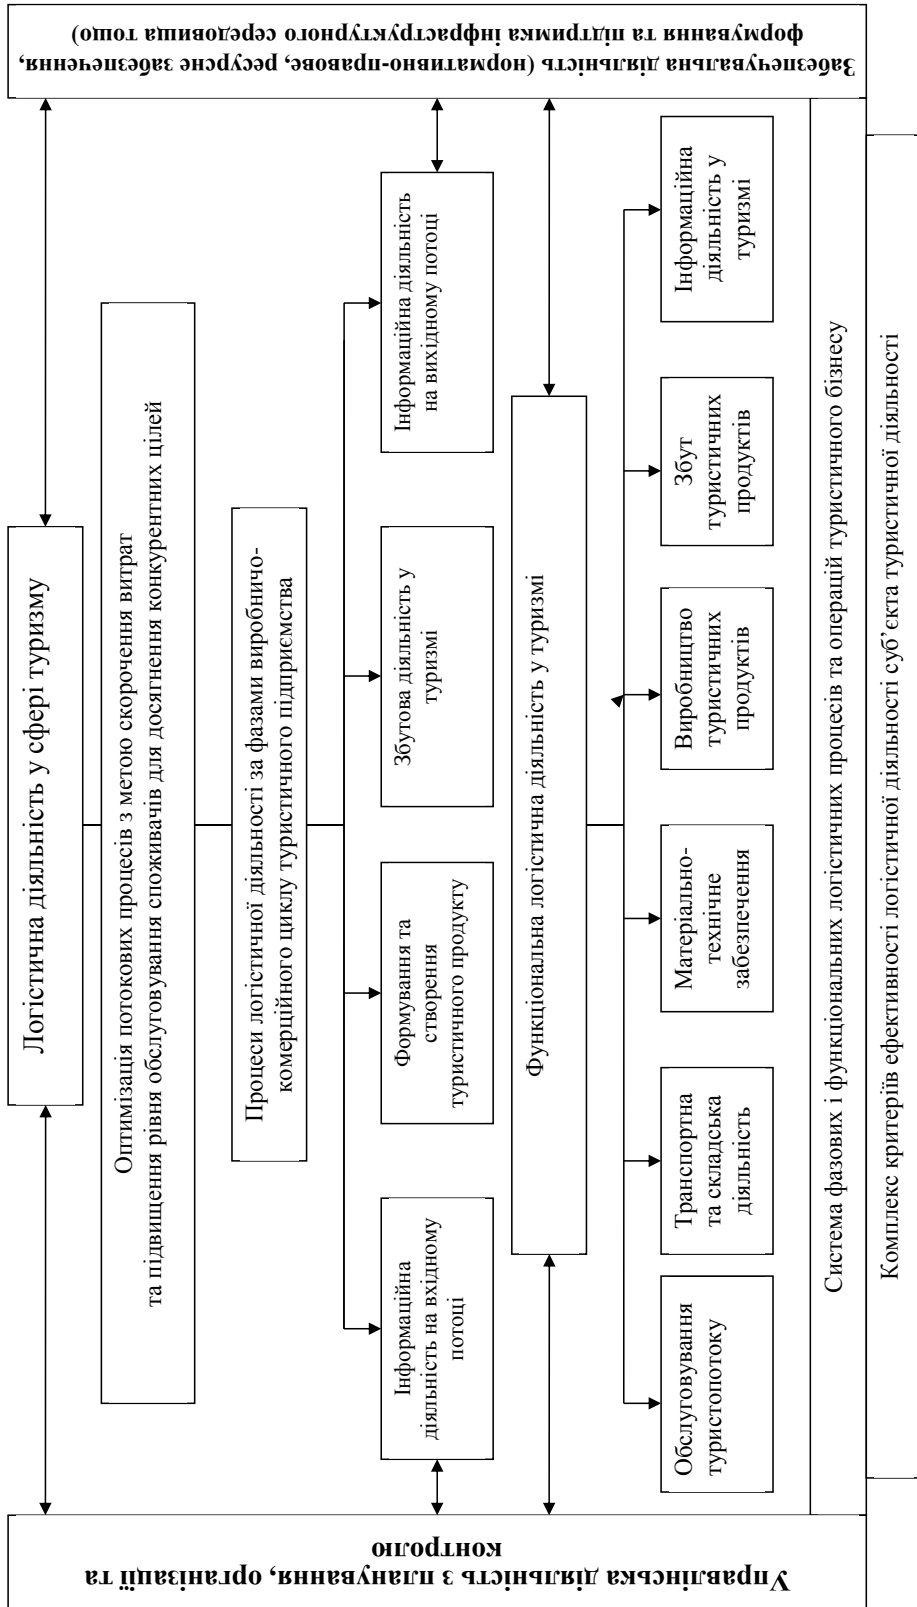 Управлінська діяльність з планування, організації та
контролю
Логістична діяльність у сфері туризму
Оптимізація потокових процесів з метою скорочення витрат
та підвищення рівня обслуговування споживачів для досягнення конкурентних цілей
Процеси логістичної діяльності за фазами виробничо-
комерційного циклу туристичного підприємства
Інформаційна
діяльність на вхідному
потоці
Формування та
створення
туристичного продукту
Збутова діяльність у
туризмі
Інформаційна діяльність
на вихідному потоці
Функціональна логістична діяльність у туризмі
Обслуговування
туристопотоку
Транспортна
та складська
діяльність
Матеріально-
технічне
забезпечення
Виробництво
туристичних
продуктів
Збут
туристичних
продуктів
Інформаційна
діяльність у
туризмі
Система фазових і функціональних логістичних процесів та операцій туристичного бізнесу
Комплекс критеріїв ефективності логістичної діяльності суб’єкта туристичної діяльності
Забезпечувальна діяльність (нормативно-правове, ресурсне забезпечення,
формування та підтримка інфраструктурного середовища тощо)